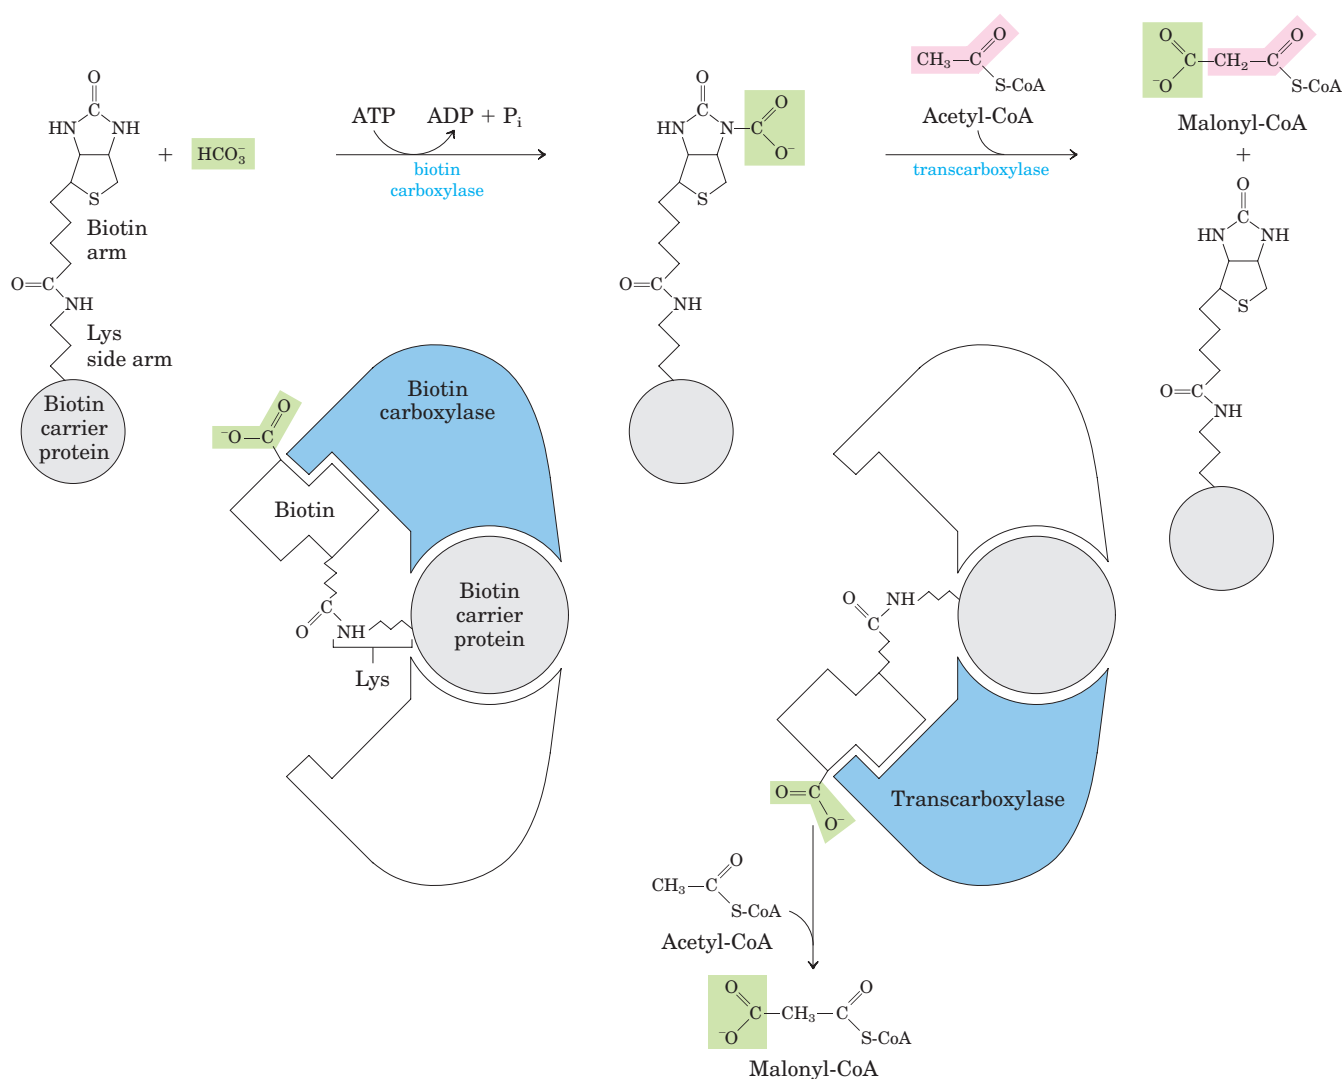 O
C
HN
NH
S
Biotin
arm
O=C
NH
Lys
side arm
Biotin
carrier
protein
+
HCO₃⁻
ATP
ADP + Pᵢ
biotin
carboxylase
O
C
HN
N—C
O
O⁻
S
O=C
NH
CH₃—C
O
S-CoA
Acetyl-CoA
transcarboxylase
O
C—CH₂—C
O
⁻O
S-CoA
Malonyl-CoA
+
O
C
HN
NH
S
O=C
NH
Biotin
carboxylase
O
⁻O—C
Biotin
C
O
NH
Lys
Biotin
carrier
protein
O
C
NH
O=C
O⁻
Transcarboxylase
O
CH₃—C
S-CoA
Acetyl-CoA
O
O
C—CH₃—C
⁻O
S-CoA
Malonyl-CoA